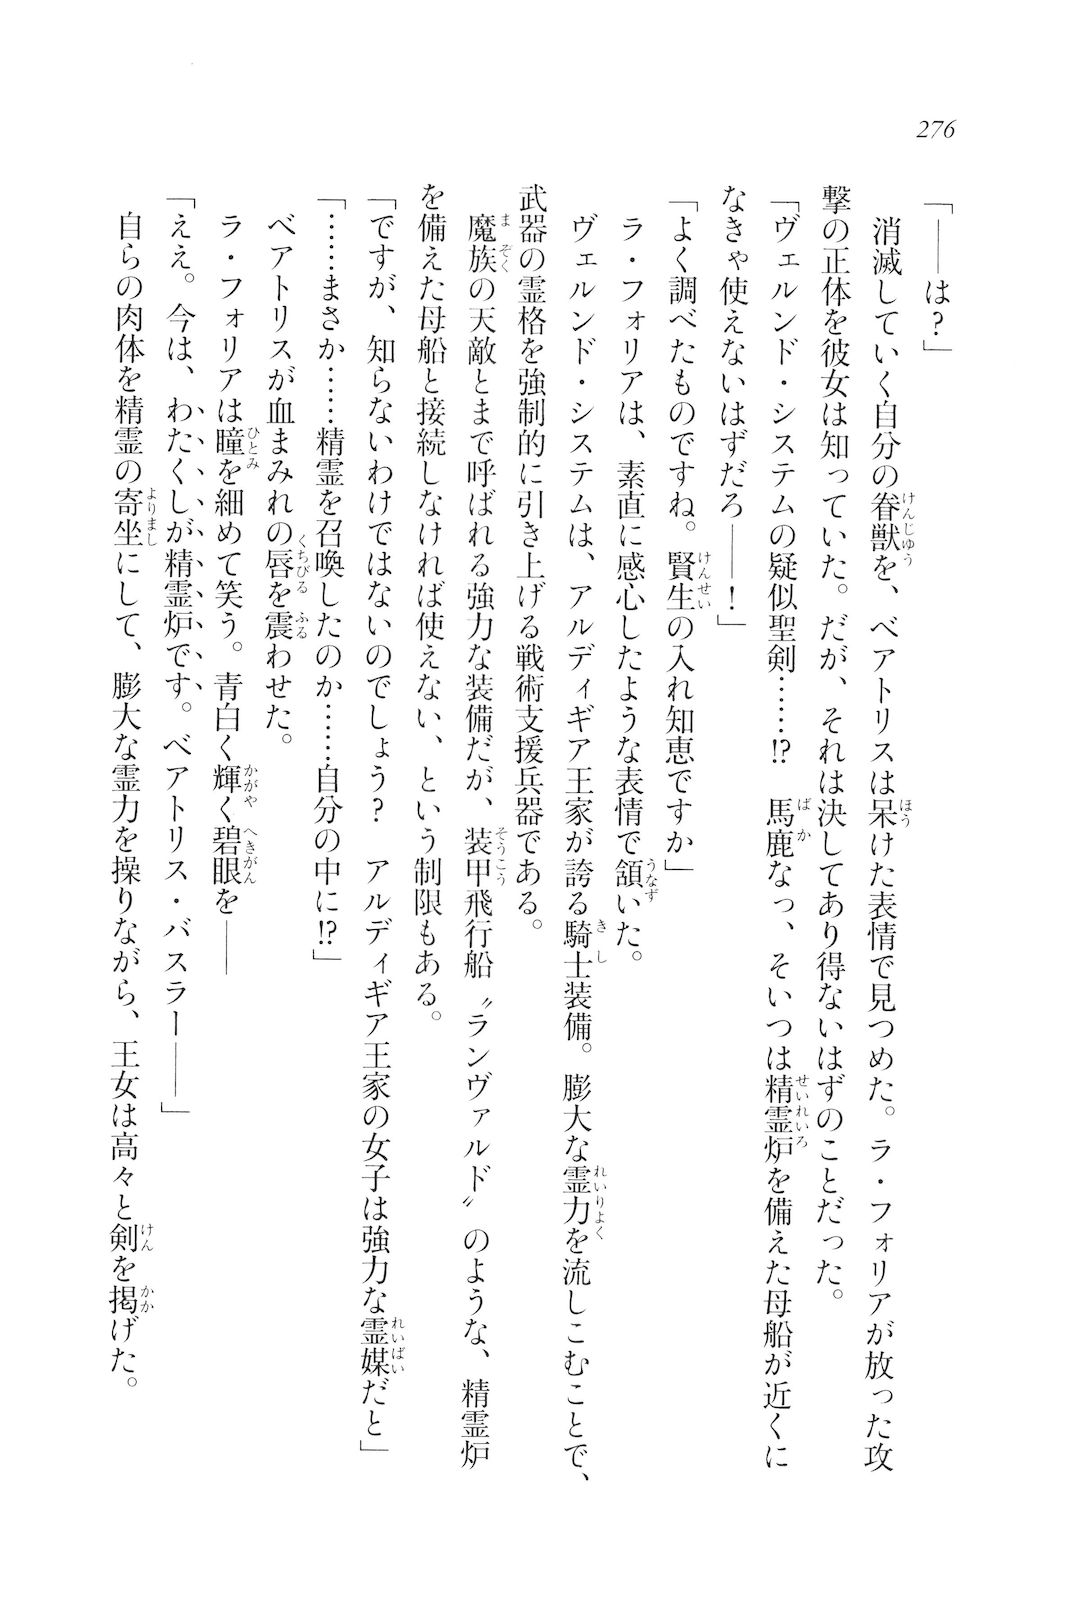 276
「――は?」
　消滅していく自分の眷獣を、ベアトリスは呆けた表情で見つめた。ラ・フォリアが放った攻
撃の正体を彼女は知っていた。だが、それは決してあり得ないはずのことだった。
「ヴェルンド・システムの疑似聖剣……!?　馬鹿なっ、そいつは精霊炉を備えた母船が近くに
なきゃ使えないはずだろ――!」
「よく調べたものですね。賢生の入れ知恵ですか」
　ラ・フォリアは、素直に感心したような表情で頷いた。
　ヴェルンド・システムは、アルディギア王家が誇る騎士装備。膨大な霊力を流しこむことで、
武器の霊格を強制的に引き上げる戦術支援兵器である。
　魔族の天敵とまで呼ばれる強力な装備だが、装甲飛行船〝ランヴァルド〟のような、精霊炉
を備えた母船と接続しなければ使えない、という制限もある。
「ですが、知らないわけではないのでしょう?　アルディギア王家の女子は強力な霊媒だと」
「……まさか……精霊を召喚したのか……自分の中に!?」
　ベアトリスが血まみれの唇を震わせた。
　ラ・フォリアは瞳を細めて笑う。青白く輝く碧眼を――
「ええ。今は、わたくしが精霊炉です。ベアトリス・バスラー――」
　自らの肉体を精霊の寄坐にして、膨大な霊力を操りながら、王女は高々と剣を掲げた。